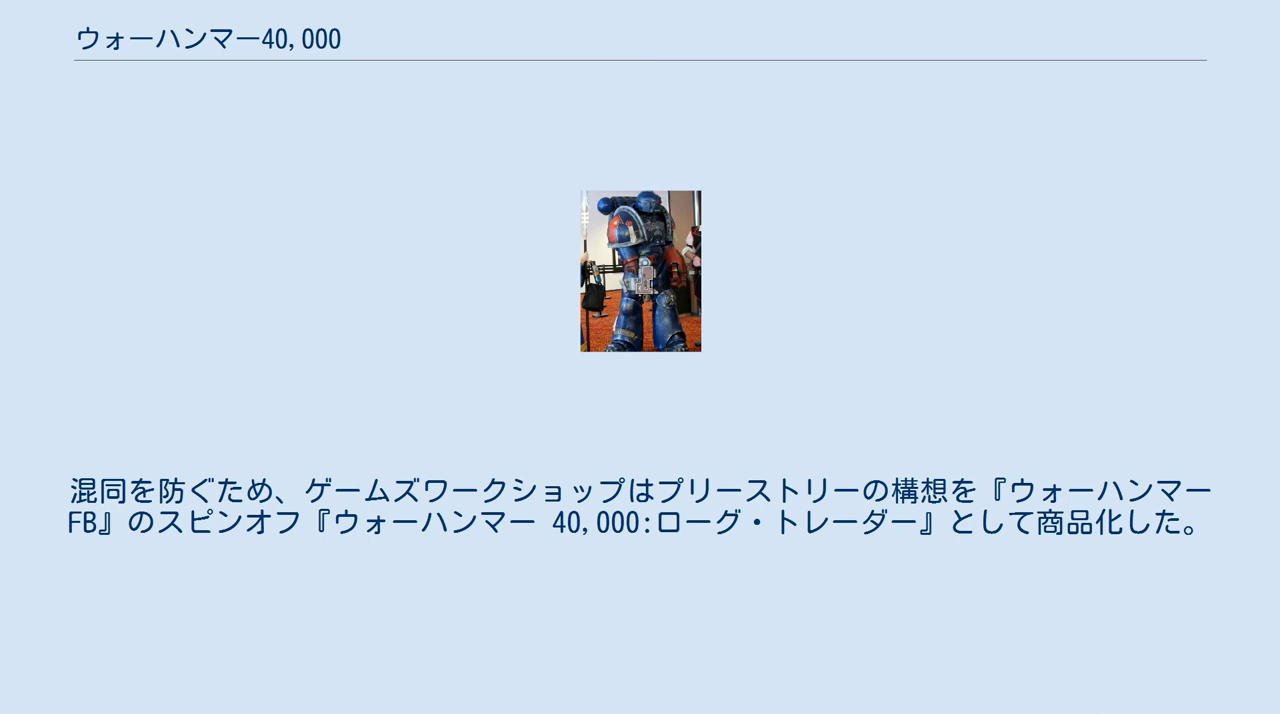 ウォーハンマー40,000
混同を防ぐため、ゲームズワークショップはプリーストリーの構想を『ウォーハンマー
FB』のスピンオフ『ウォーハンマー 40,000:ローグ・トレーダー』として商品化した。